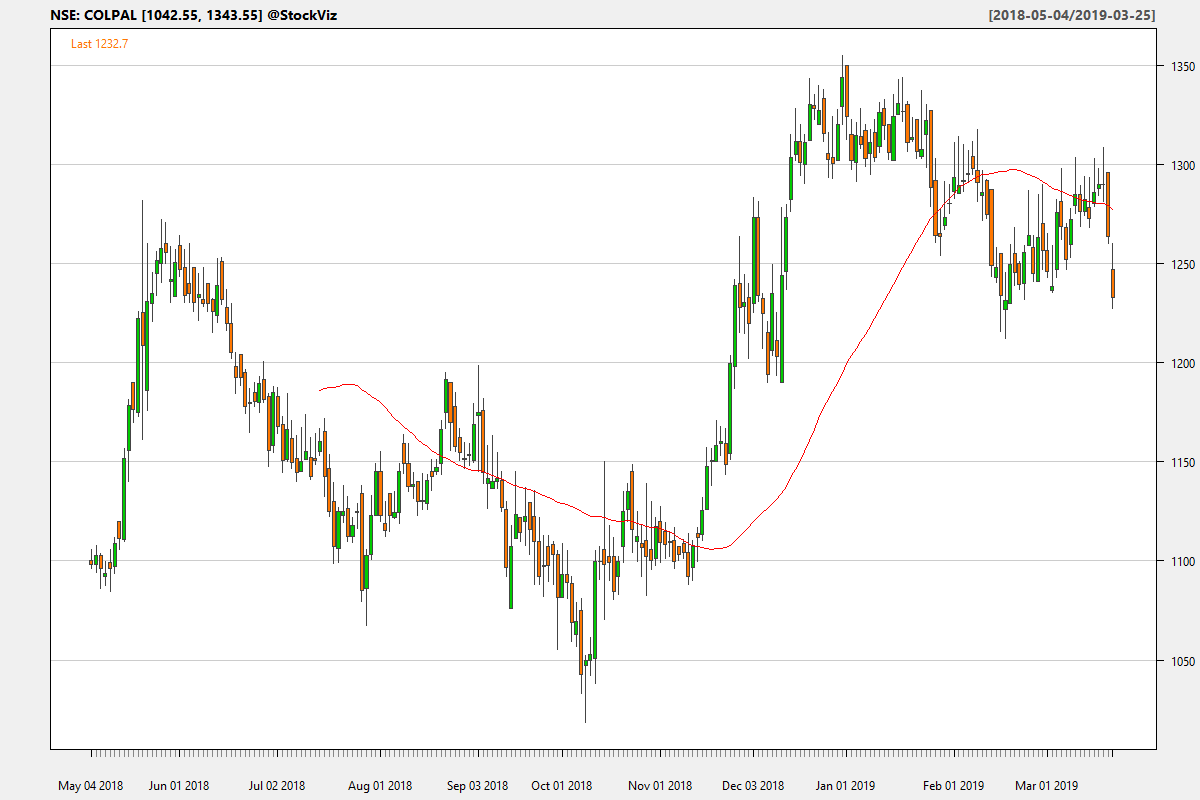 NSE: COLPAL [1042.55, 1343.55] @StockViz
[2018-05-04/2019-03-25]
Last 1232.7
1350
1300
1250
1200
1150
1100
1050
May 04 2018
Jun 01 2018
Jul 02 2018
Aug 01 2018
Sep 03 2018
Oct 01 2018
Nov 01 2018
Dec 03 2018
Jan 01 2019
Feb 01 2019
Mar 01 2019